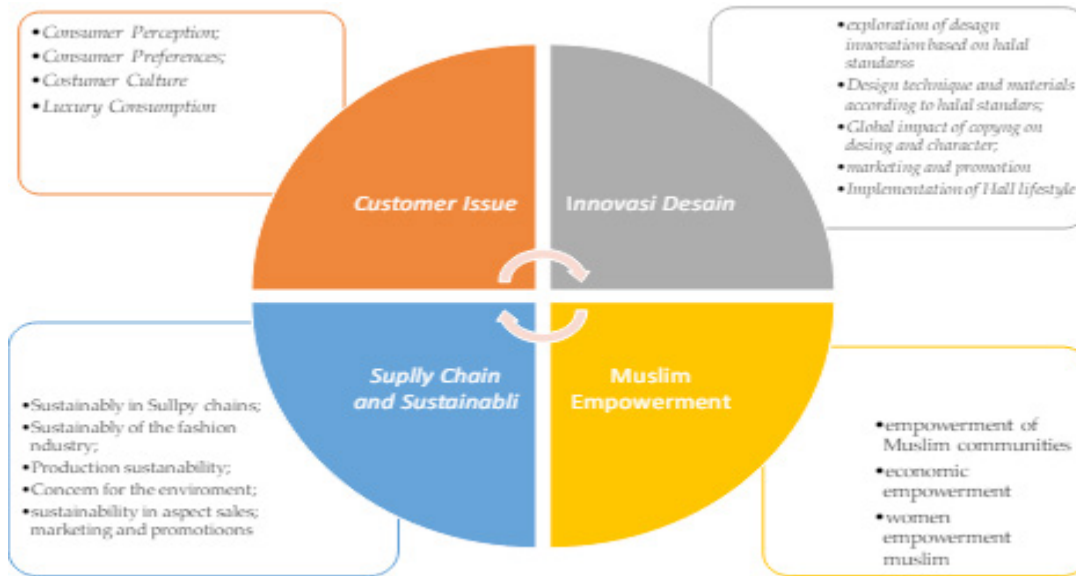 •Consumer Perception;
•Consumer Preferences;
•Costumer Culture
•Luxury Consumption
•exploration of desaign
innovation based on halal
standarss
•Design technique and materials
according to halal standars;
•Global impact of copyng on
desing and character;
•marketing and promotion
•Implementation of Hall lifestyle
Customer Issue
Innovasi Desain
Suplly Chain
and Sustainabli
Muslim
Empowerment
•Sustainably in Sullpy chains;
•Sustainably of the fashion
ndustry;
•Production sustanability;
•Concern for the enviroment;
•sustainability in aspect sales;
marketing and promotioons
•empowerment of
Muslim communities
•economic
empowerment
•women
empowerment
muslim